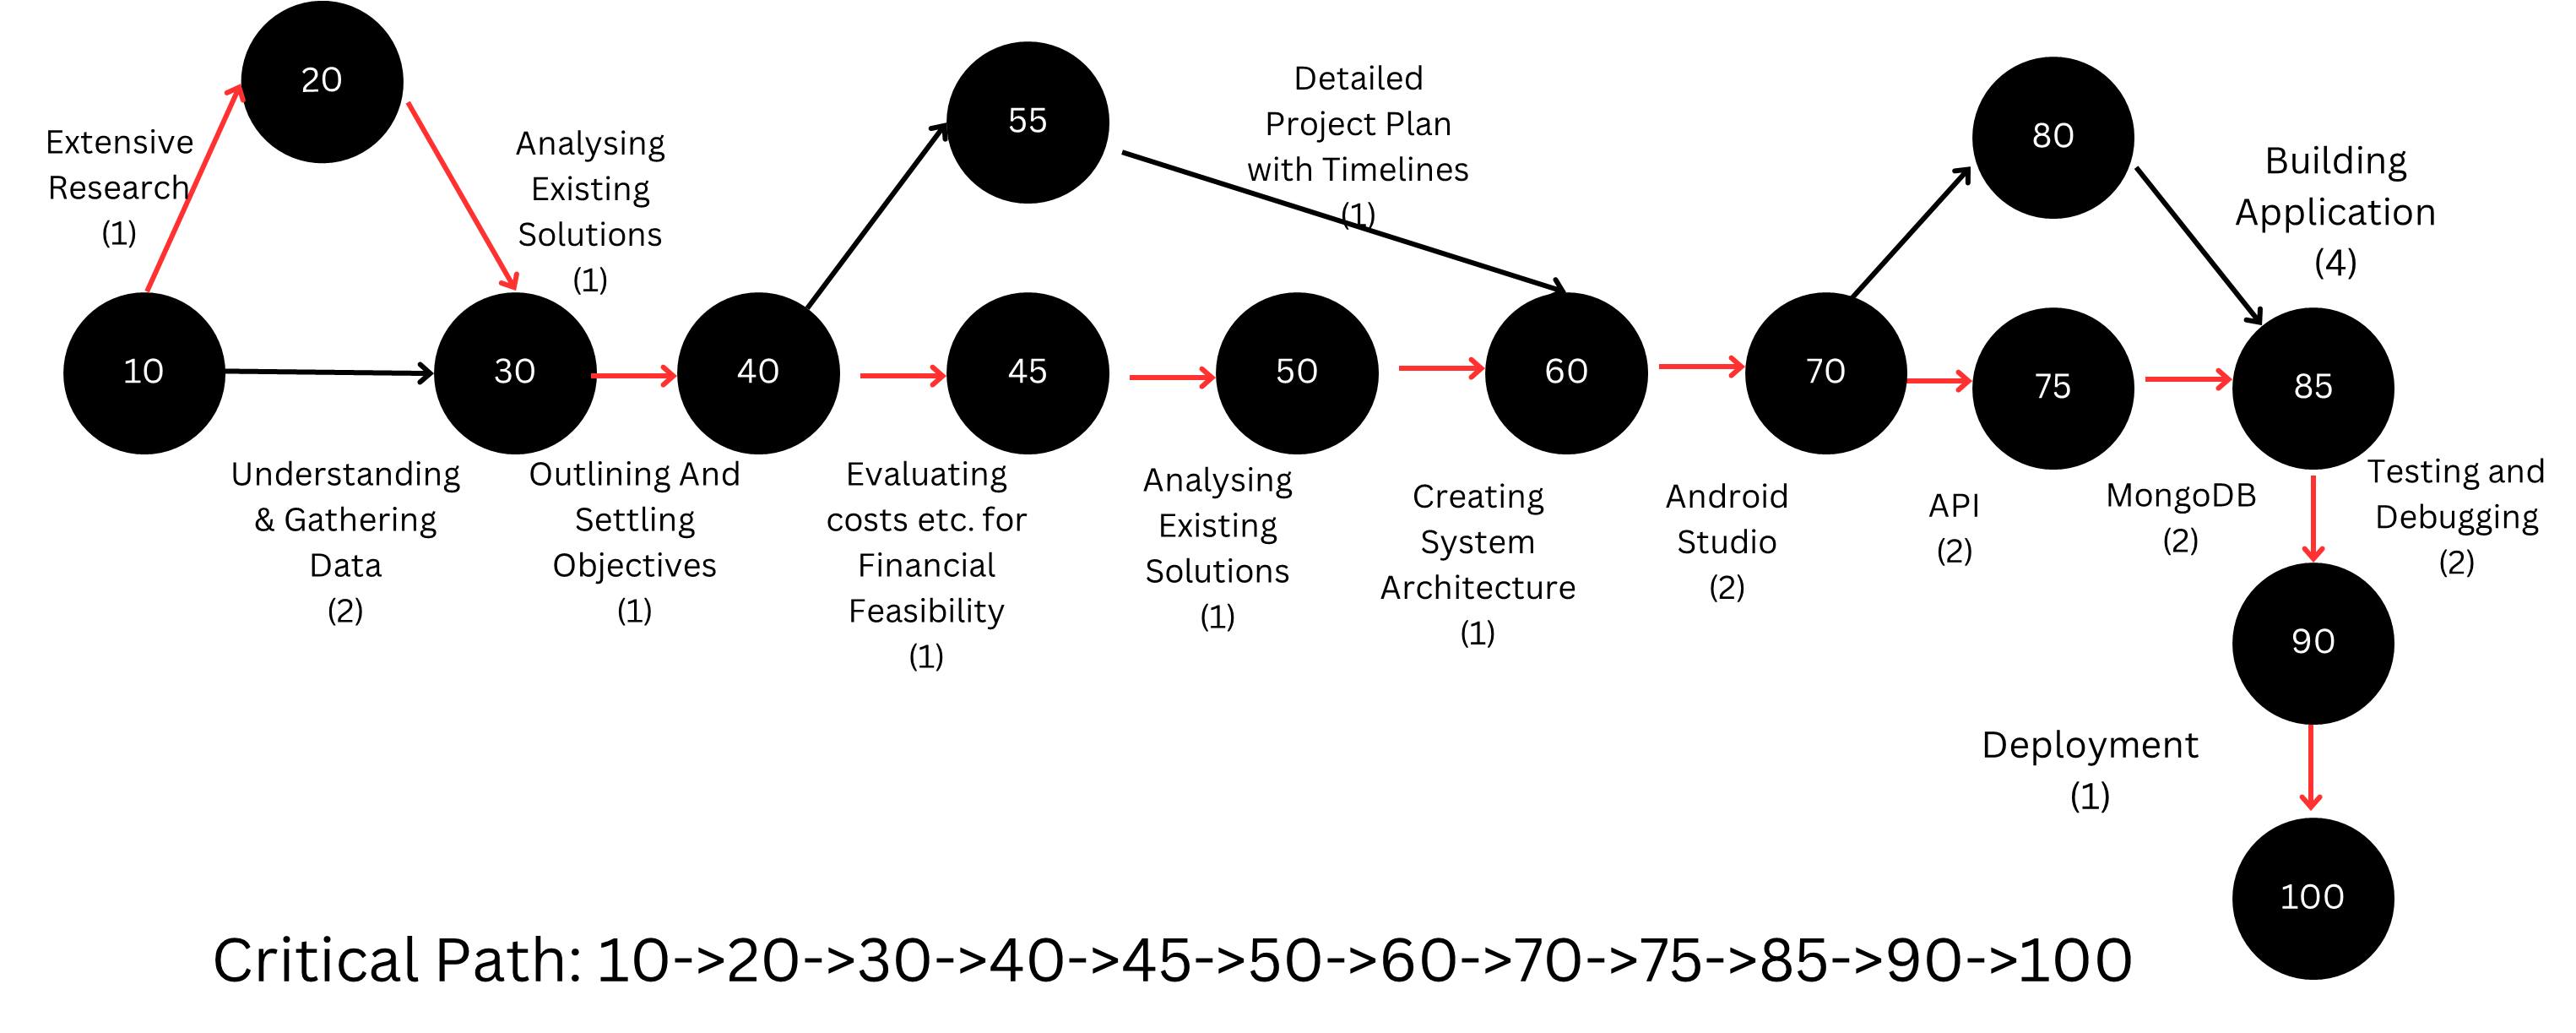 20
Extensive
Research
(1)
Analysing
Existing
Solutions
(1)
55
Detailed
Project Plan
with Timelines
(1)
80
Building
Application
(4)
10
30
40
45
50
60
70
75
85
Understanding
& Gathering
Data
(2)
Outlining And
Settling
Objectives
(1)
Evaluating
costs etc. for
Financial
Feasibility
(1)
Analysing
Existing
Solutions
(1)
Creating
System
Architecture
(1)
Android
Studio
(2)
API
(2)
MongoDB
(2)
Testing and
Debugging
(2)
90
Deployment
(1)
100
Critical Path: 10->20->30->40->45->50->60->70->75->85->90->100